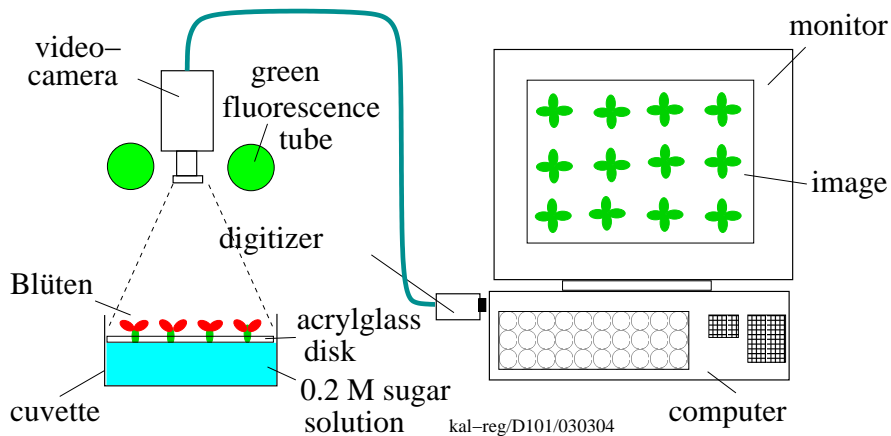 video–
camera
green
fluorescence
tube
monitor
image
digitizer
Blüten
acrylglass
disk
cuvette
0.2 M sugar
solution
kal–reg/D101/030304
computer